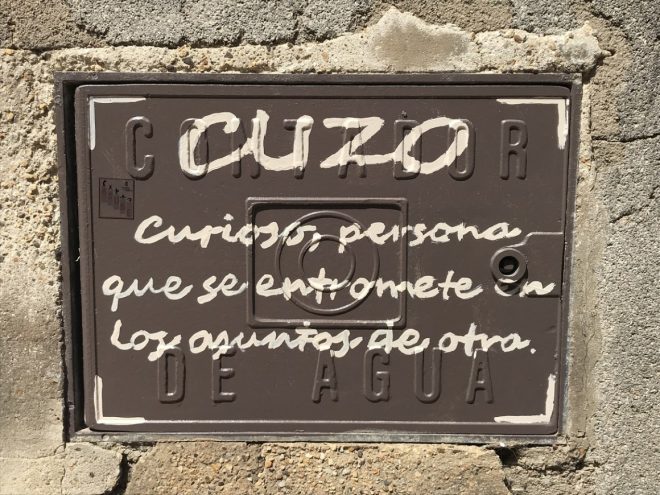 CUZO
CONTADOR
Curioso, persona
que se entromete en
los asuntos de otra.
DE AGUA